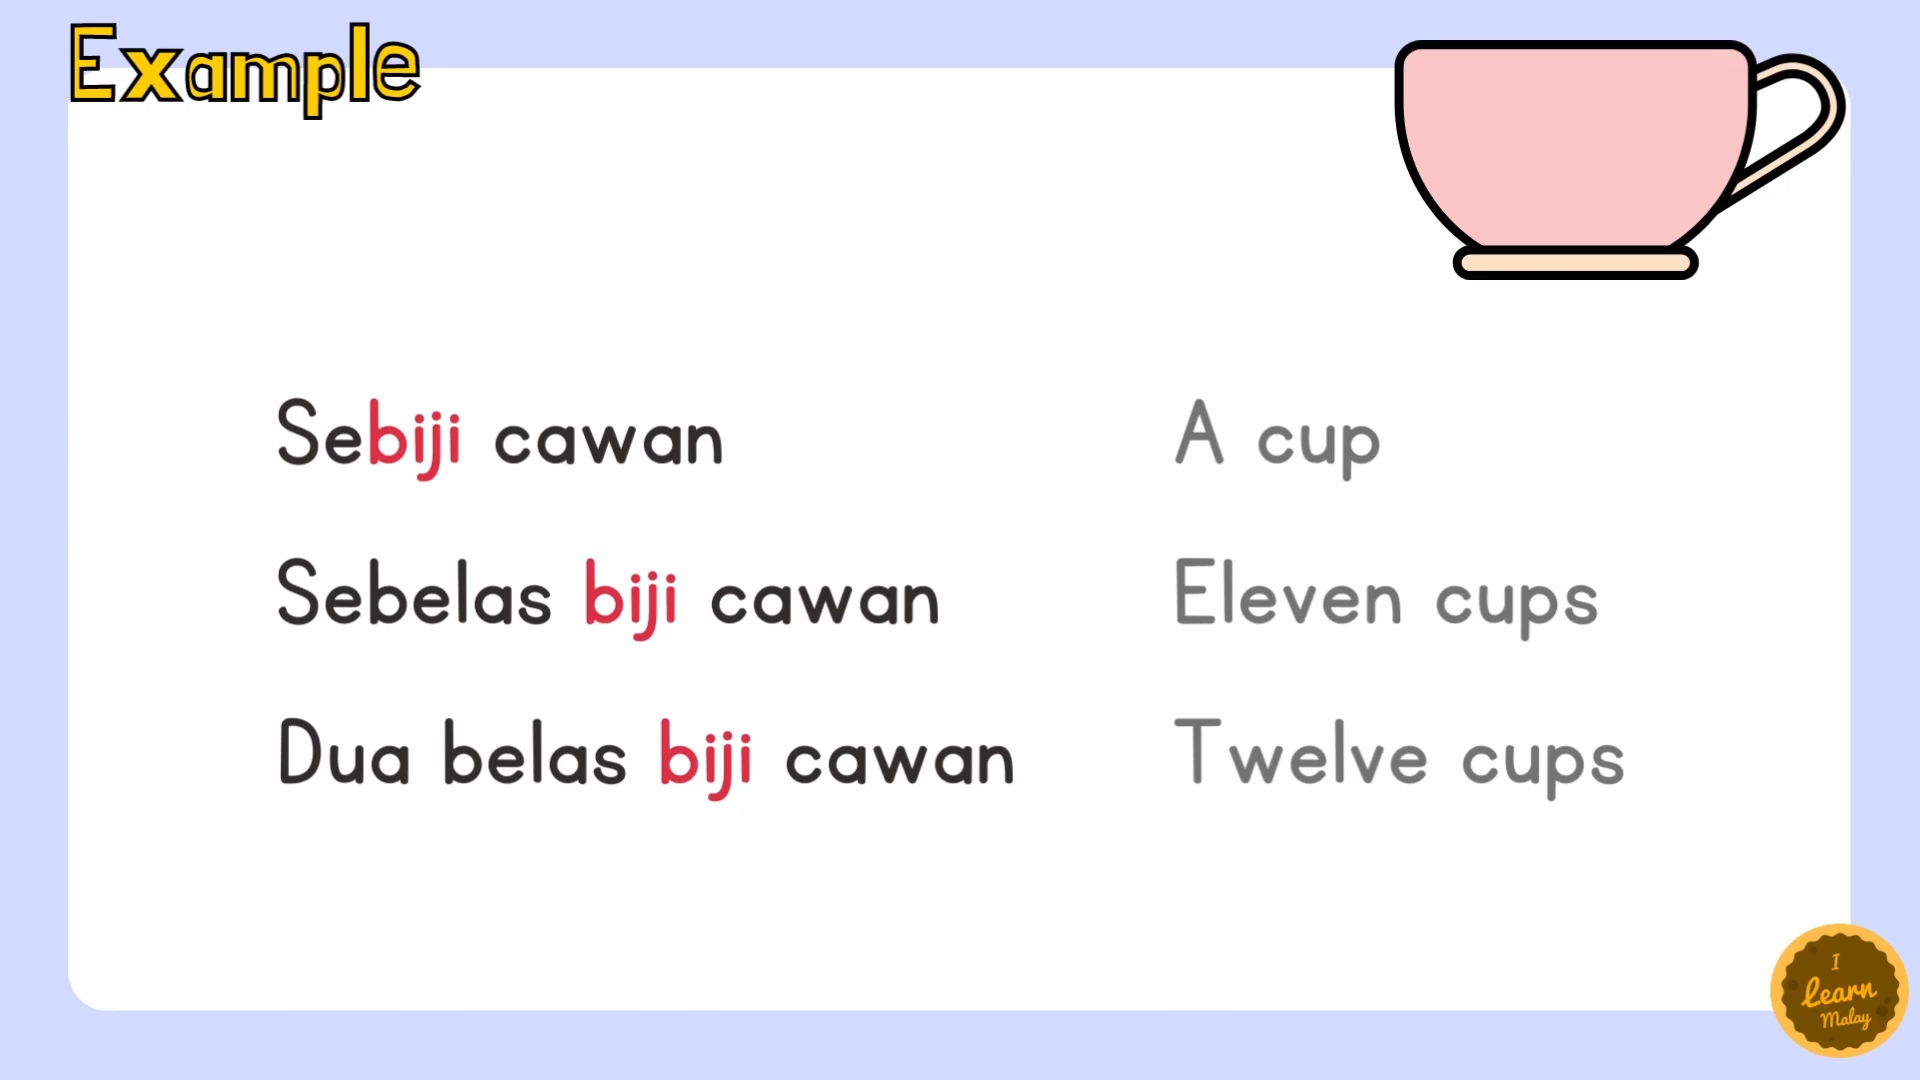 Example
Sebiji cawan
A cup
Sebelas biji cawan
Eleven cups
Dua belas biji cawan
Twelve cups
I
Learn
Malay